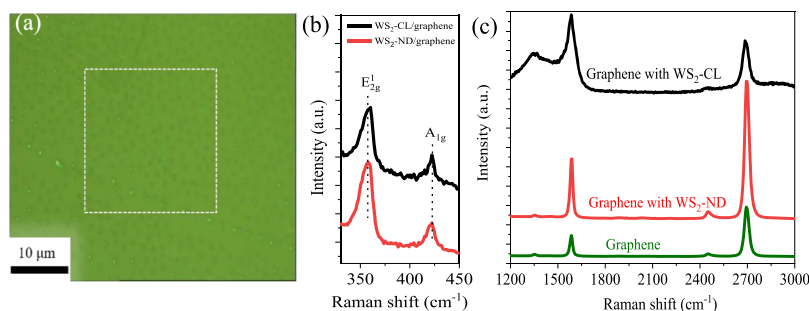 (a)
10 μm
(b)
WS₂-CL/graphene
WS₂-ND/graphene
E¹₂g
A₁g
Intensity (a.u.)
350 400 450
Raman shift (cm⁻¹)
(c)
Graphene with WS₂-CL
Graphene with WS₂-ND
Graphene
Intensity (a.u.)
1200 1500 1800 2100 2400 2700 3000
Raman shift (cm⁻¹)